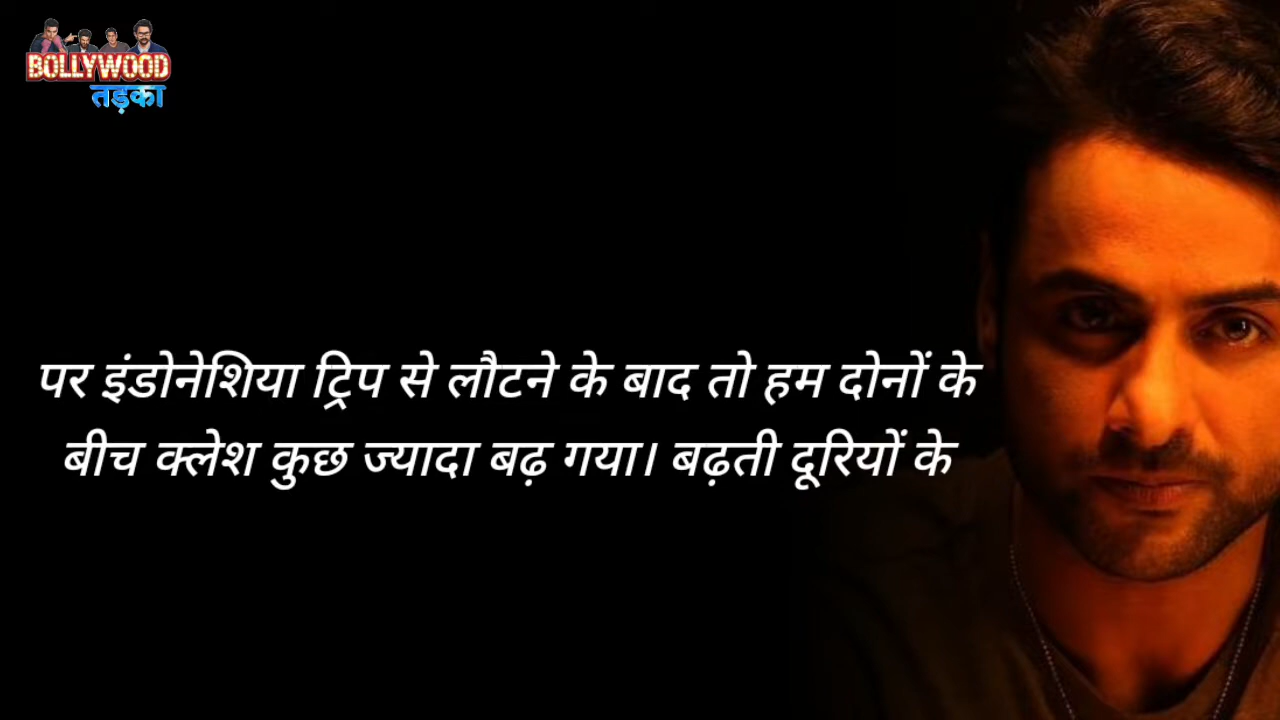 BOLLYWOOD
तड़का
पर इंडोनेशिया ट्रिप से लौटने के बाद तो हम दोनों के
बीच क्लेश कुछ ज्यादा बढ़ गया। बढ़ती दूरियों के